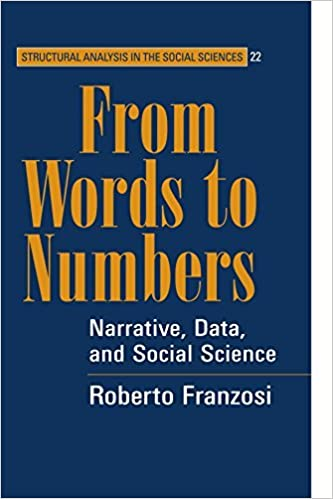 STRUCTURAL ANALYSIS IN THE SOCIAL SCIENCES 22
From
Words to
Numbers
Narrative, Data,
and Social Science
Roberto Franzosi